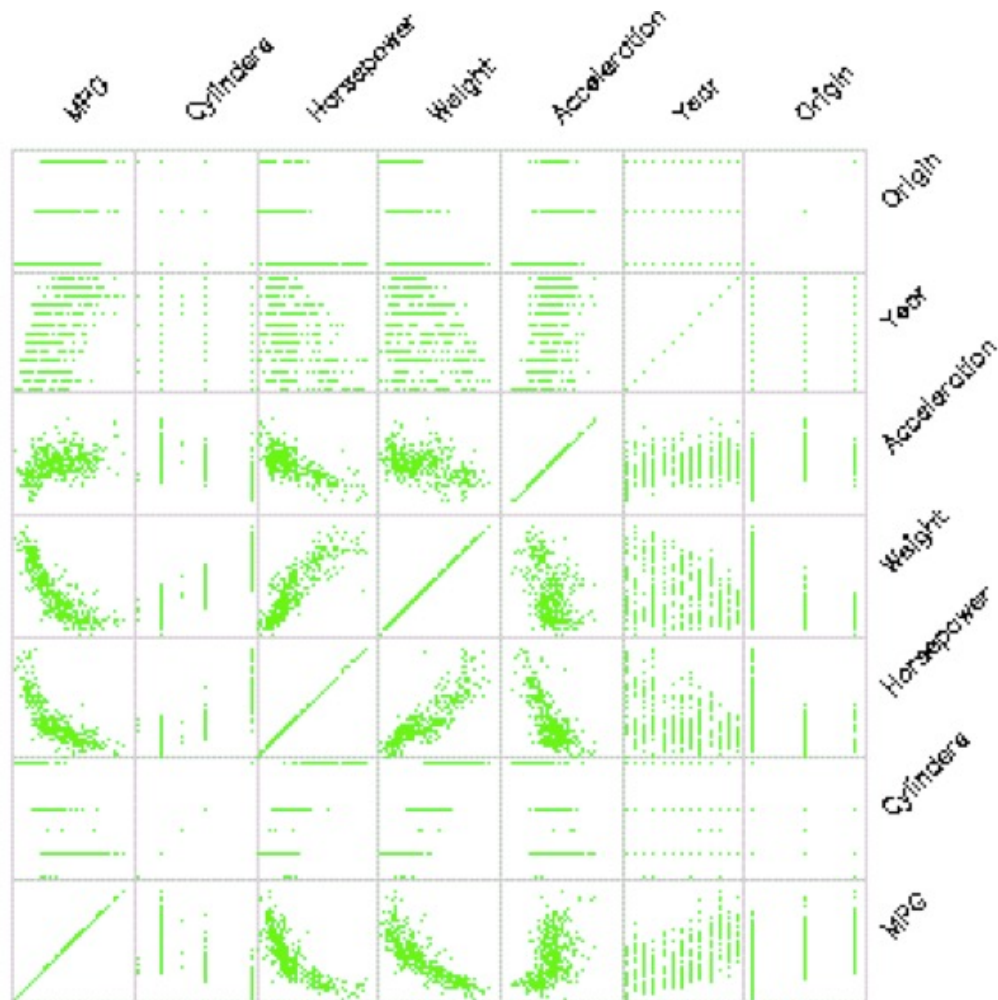 MPG
Cylinders
Horsepower
Weight
Acceleration
Year
Origin
Origin
Year
Acceleration
Weight
Horsepower
Cylinders
MPG